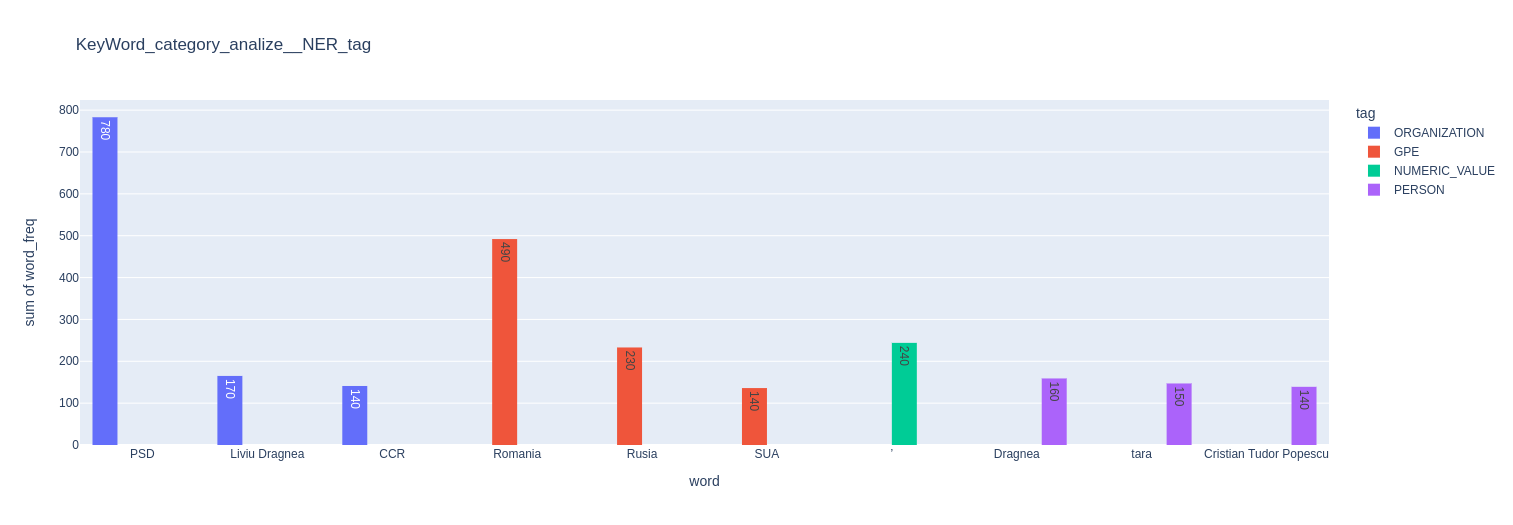 KeyWord_category_analize__NER_tag
tag
ORGANIZATION
GPE
NUMERIC_VALUE
PERSON
sum of word_freq
800
700
600
500
400
300
200
100
0
780
170
140
490
230
140
240
160
150
140
PSD
Liviu Dragnea
CCR
Romania
Rusia
SUA
'
Dragnea
tara
Cristian Tudor Popescu
word